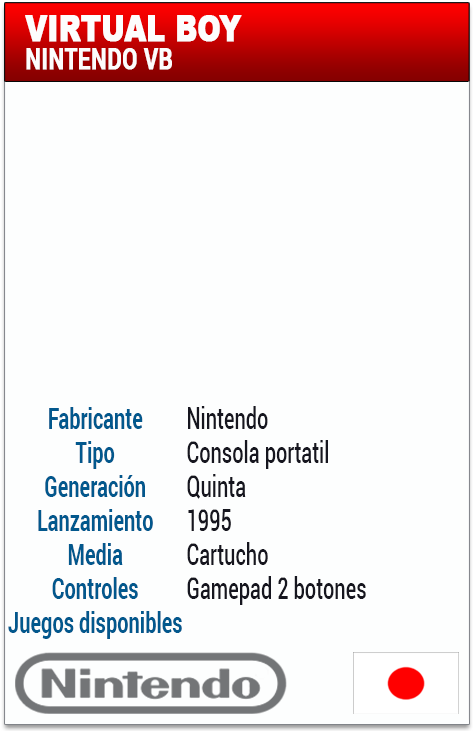 VIRTUAL BOY
NINTENDO VB
Fabricante Nintendo
Tipo Consola portatil
Generación Quinta
Lanzamiento 1995
Media Cartucho
Controles Gamepad 2 botones
Juegos disponibles
Nintendo